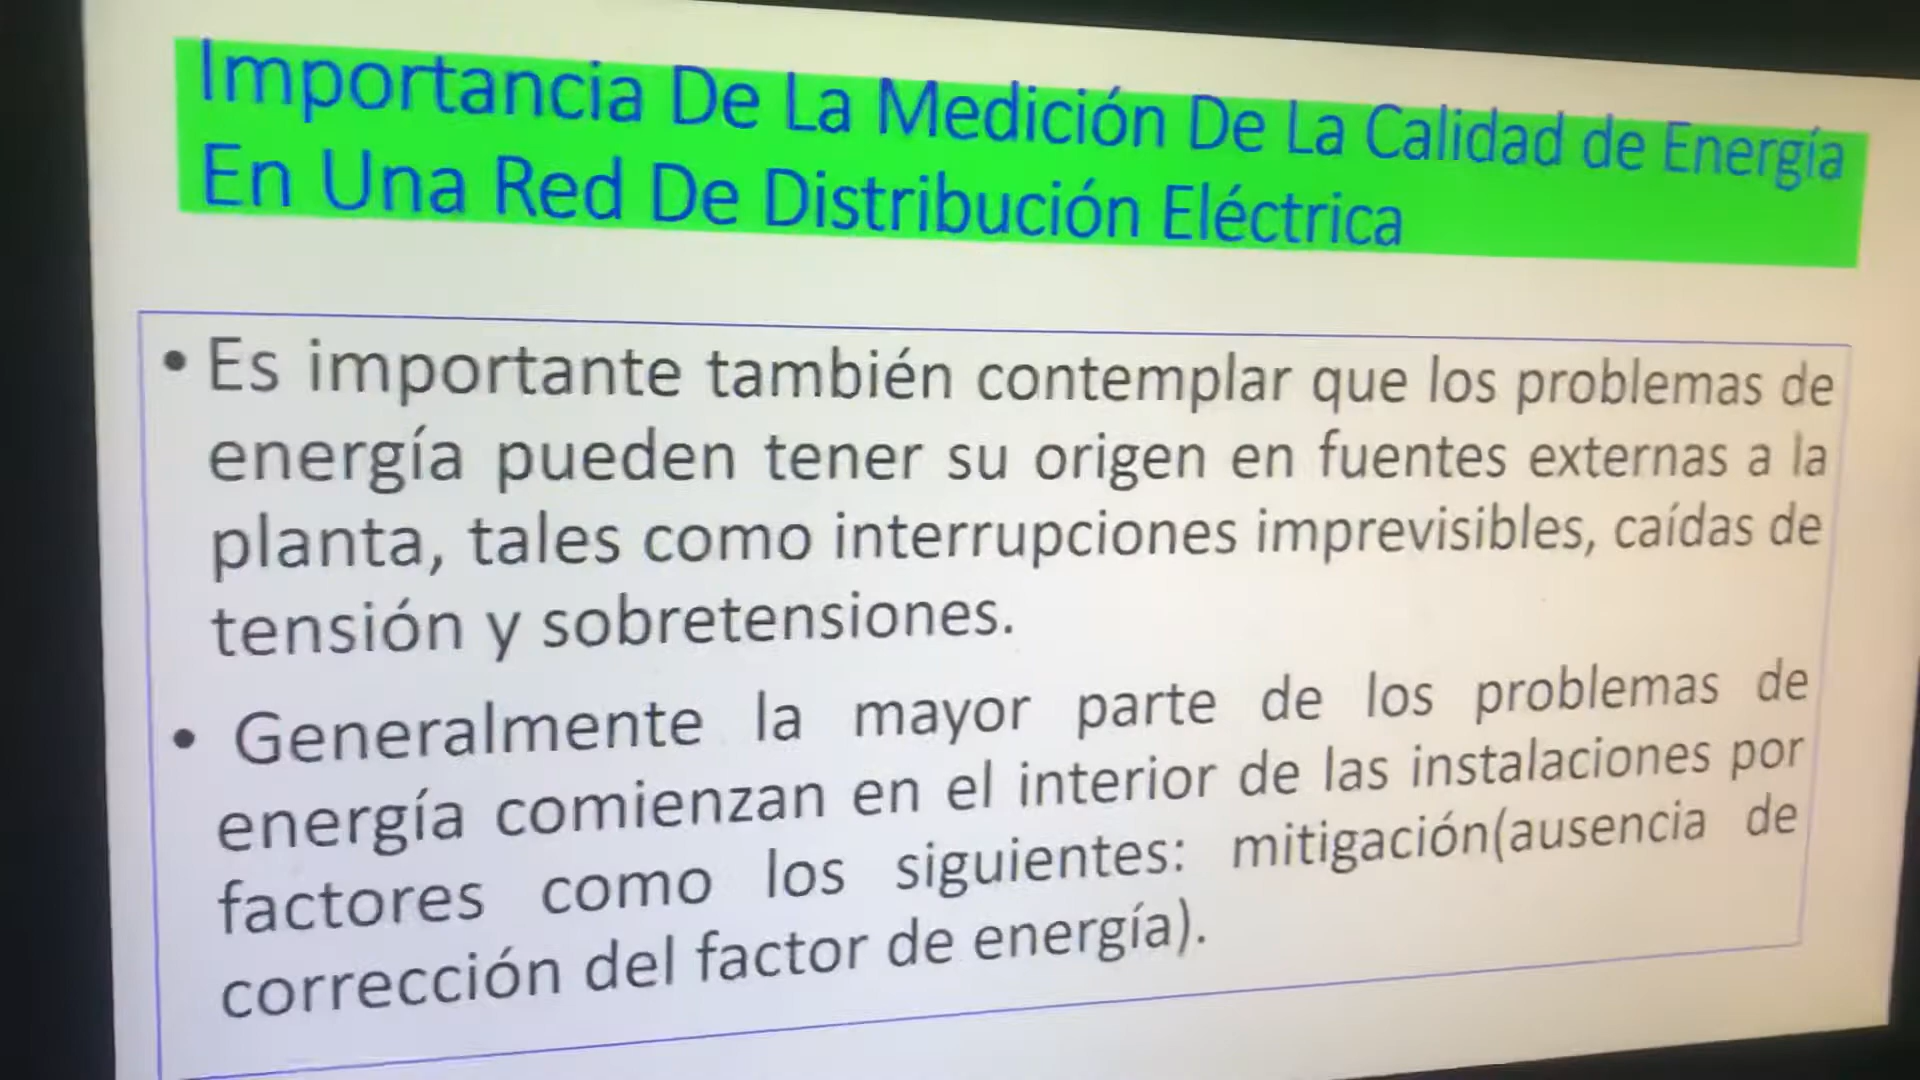 Importancia De La Medición De La Calidad de Energía
En Una Red De Distribución Eléctrica
• Es importante también contemplar que los problemas de
energía pueden tener su origen en fuentes externas a la
planta, tales como interrupciones imprevisibles, caídas de
tensión y sobretensiones.
• Generalmente la mayor parte de los problemas de
energía comienzan en el interior de las instalaciones por
factores como los siguientes: mitigación(ausencia de
corrección del factor de energía).